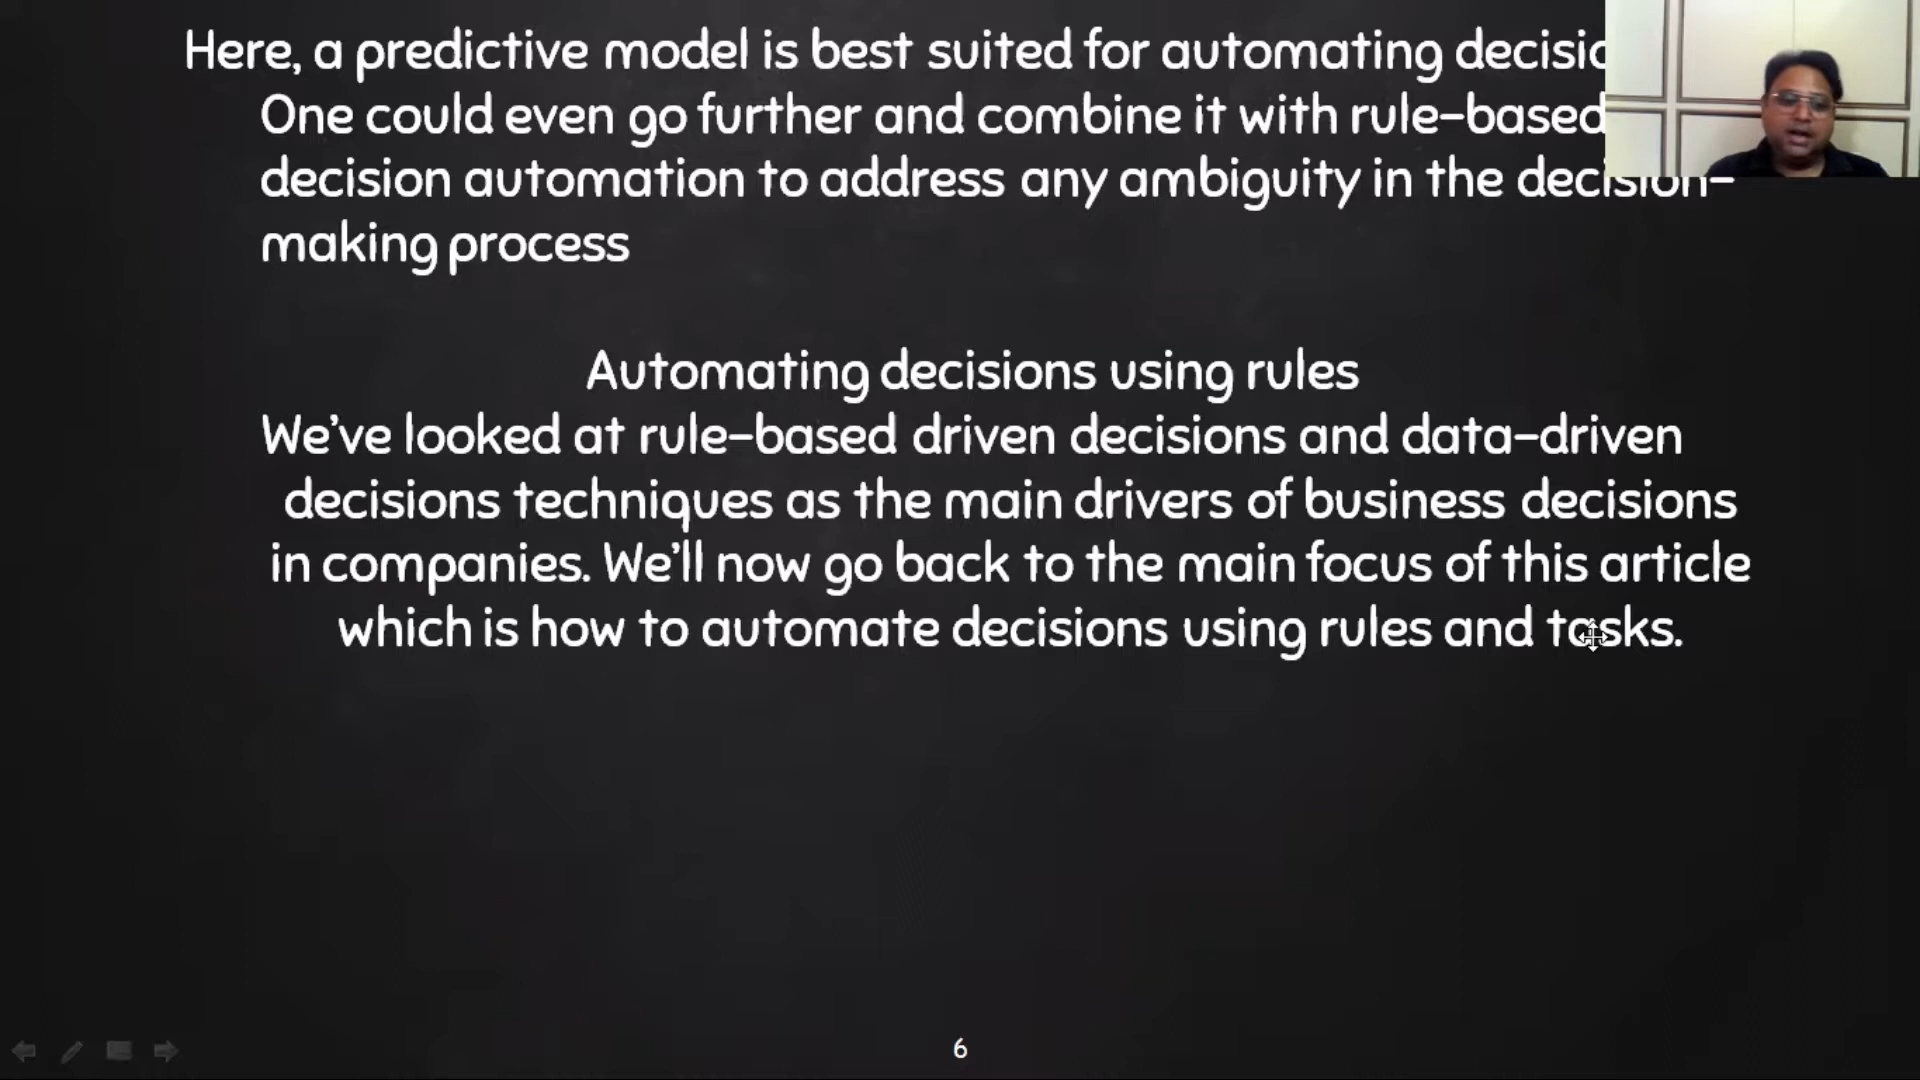 Here, a predictive model is best suited for automating
One could even go further and combine it with rule-based
decision automation to address any ambiguity in the decision-
making process
Automating decisions using rules
We've looked at rule-based driven decisions and data-driven
decisions techniques as the main drivers of business decisions
in companies. We'll now go back to the main focus of this article
which is how to automate decisions using rules and tasks.
6